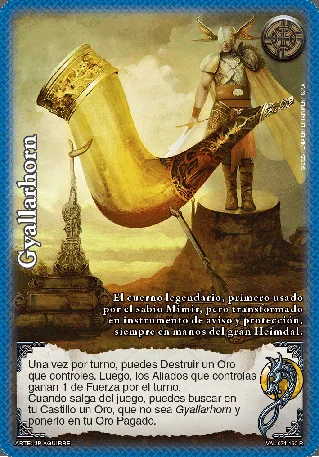 Gyallarhorn
El cuerno legendario, primero usado
por el sabio Mimir, pero transformado
en instrumento de aviso y protección,
siempre en manos del gran Heimdal.
Una vez por turno, puedes Destruir un Oro
que controles. Luego, los Aliados que controlas
ganan 1 de Fuerza por el turno.
Cuando salga del juego, puedes buscar en
tu Castillo un Oro, que no sea Gyallarhorn y
ponerlo en tu Oro Pagado.